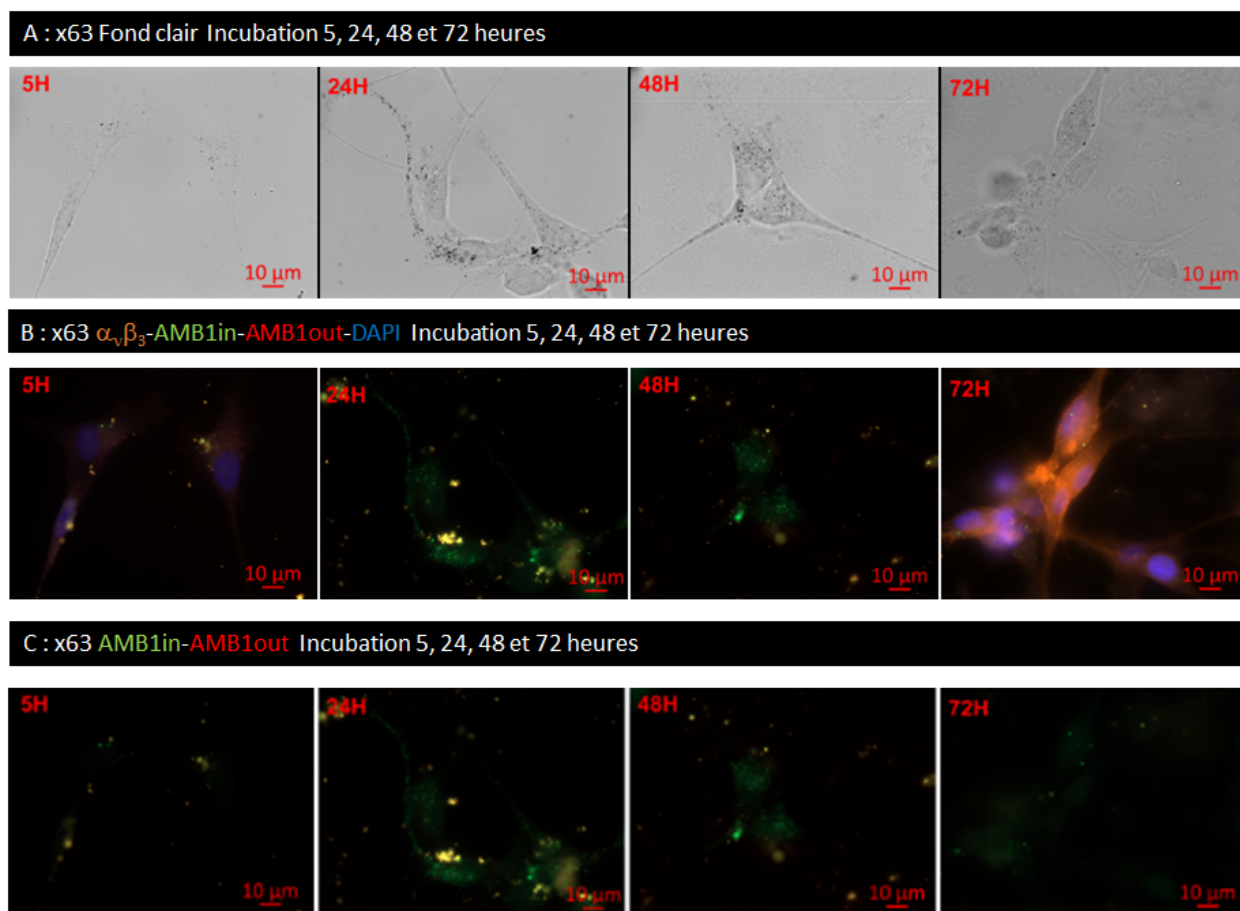 A : x63 Fond clair Incubation 5, 24, 48 et 72 heures
5H 24H 48H 72H
10 µm 10 µm 10 µm 10 µm
B : x63 αvβ3-AMB1in-AMB1out-DAPI Incubation 5, 24, 48 et 72 heures
5H 24H 48H 72H
10 µm 10 µm 10 µm 10 µm
C : x63 AMB1in-AMB1out Incubation 5, 24, 48 et 72 heures
5H 24H 48H 72H
10 µm 10 µm 10 µm 10 µm